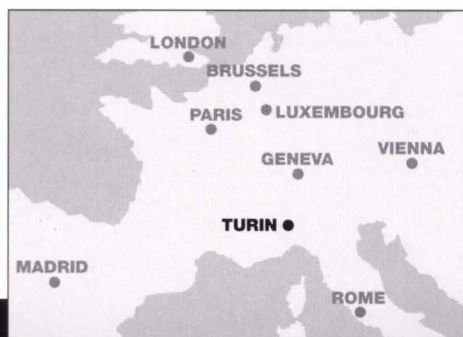 LONDON
BRUSSELS
PARIS
LUXEMBOURG
GENEVA
VIENNA
TURIN
MADRID
ROME